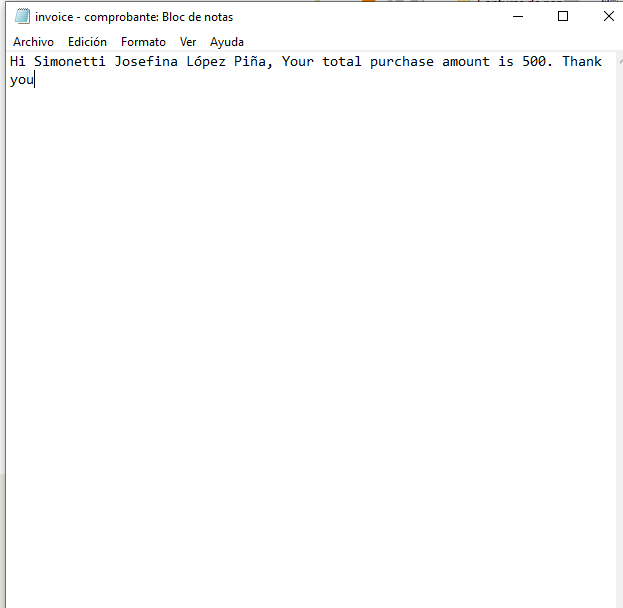 invoice - comprobante: Bloc de notas
Archivo Edición Formato Ver Ayuda
Hi Simonetti Josefina López Piña, Your total purchase amount is 500. Thank
you